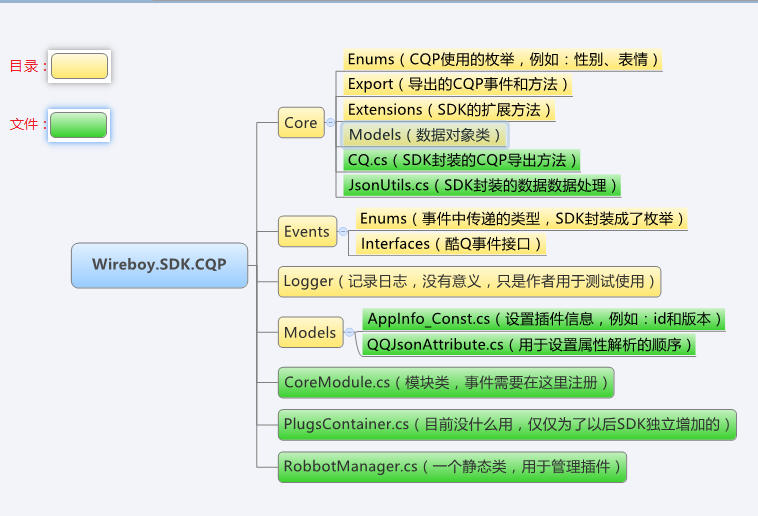 目录：
文件：
Wireboy.SDK.CQP
Core
Enums（CQP使用的枚举，例如：性别、表情）
Export（导出的CQP事件和方法）
Extensions（SDK的扩展方法）
Models（数据对象类）
CQ.cs（SDK封装的CQP导出方法）
JsonUtils.cs（SDK封装的数据数据处理）
Events
Enums（事件中传递的类型，SDK封装成了枚举）
Interfaces（酷Q事件接口）
Logger（记录日志，没有意义，只是作者用于测试使用）
Models
AppInfo_Const.cs（设置插件信息，例如：id和版本）
QQJsonAttribute.cs（用于设置属性解析的顺序）
CoreModule.cs（模块类，事件需要在这里注册）
PlugsContainer.cs（目前没什么用，仅仅为了以后SDK独立增加的）
RobbotManager.cs（一个静态类，用于管理插件）